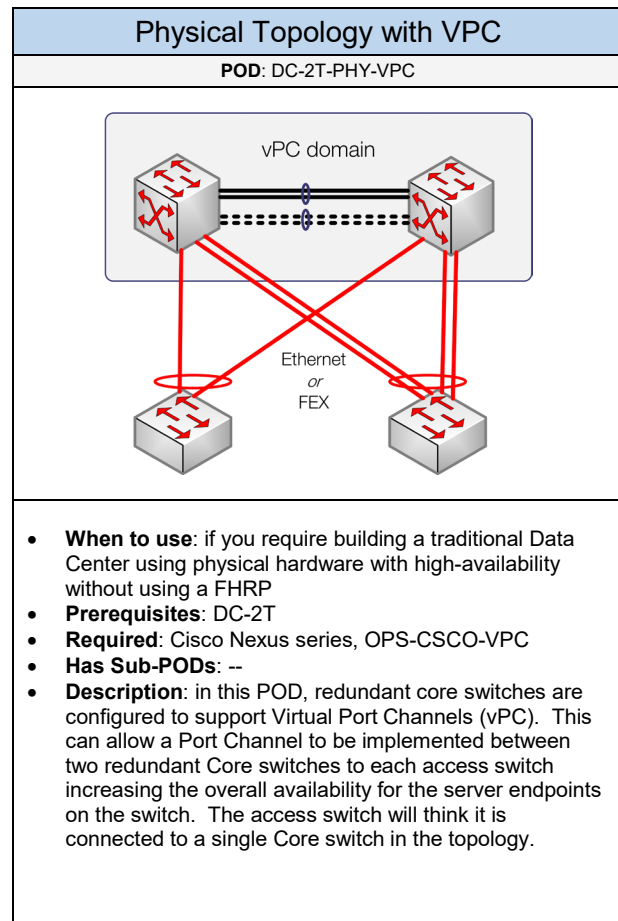 Physical Topology with VPC
POD: DC-2T-PHY-VPC
vPC domain
Ethernet
or
FEX
• When to use: if you require building a traditional Data
Center using physical hardware with high-availability
without using a FHRP
• Prerequisites: DC-2T
• Required: Cisco Nexus series, OPS-CSCO-VPC
• Has Sub-PODs: --
• Description: in this POD, redundant core switches are
configured to support Virtual Port Channels (vPC).  This
can allow a Port Channel to be implemented between
two redundant Core switches to each access switch
increasing the overall availability for the server endpoints
on the switch.  The access switch will think it is
connected to a single Core switch in the topology.